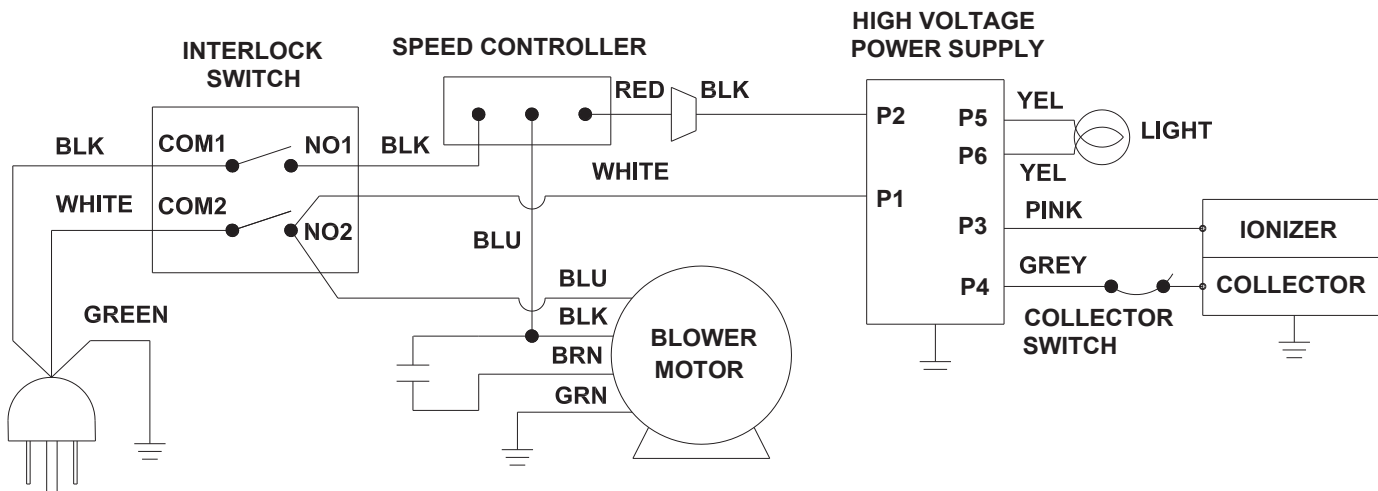 HIGH VOLTAGE
POWER SUPPLY
SPEED CONTROLLER
INTERLOCK
SWITCH
RED
BLK
BLK
COM1
NO1
BLK
P2
P5
YEL
LIGHT
P6
YEL
WHITE
WHITE
COM2
NO2
P1
P3
PINK
IONIZER
BLU
GREY
P4
COLLECTOR
COLLECTOR
SWITCH
BLU
GREEN
BLK
BLOWER
MOTOR
BRN
GRN